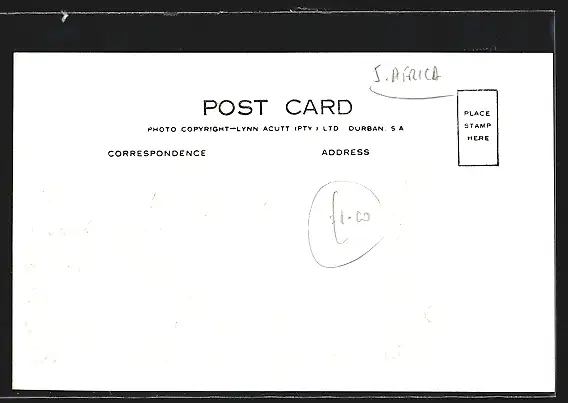 S. AFRICA
POST CARD
PHOTO COPYRIGHT—LYNN ACUTT (PTY.) LTD DURBAN. S A
CORRESPONDENCE
ADDRESS
PLACE
STAMP
HERE
£1.00